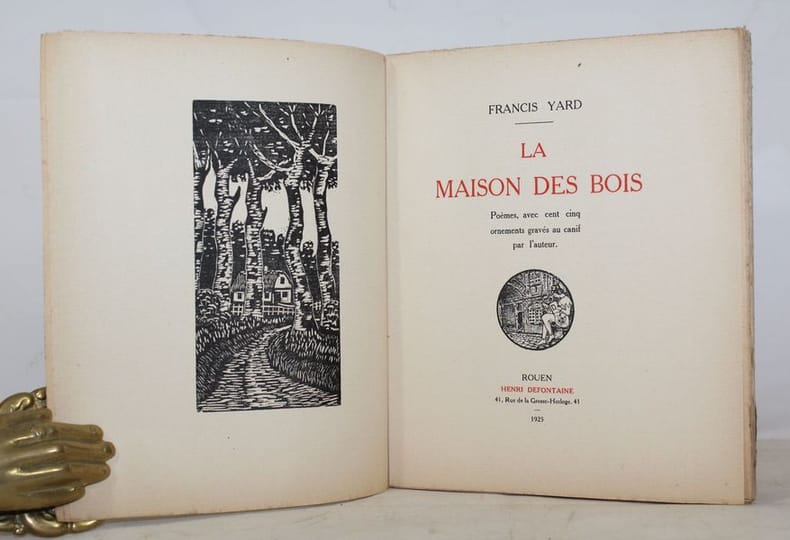 FRANCIS YARD
LA
MAISON DES BOIS
Poèmes, avec cent cinq
ornements gravés au canif
par l'auteur.
ROUEN
HENRI DEFONTAINE
41, Rue de la Grosse-Horloge, 41
1925